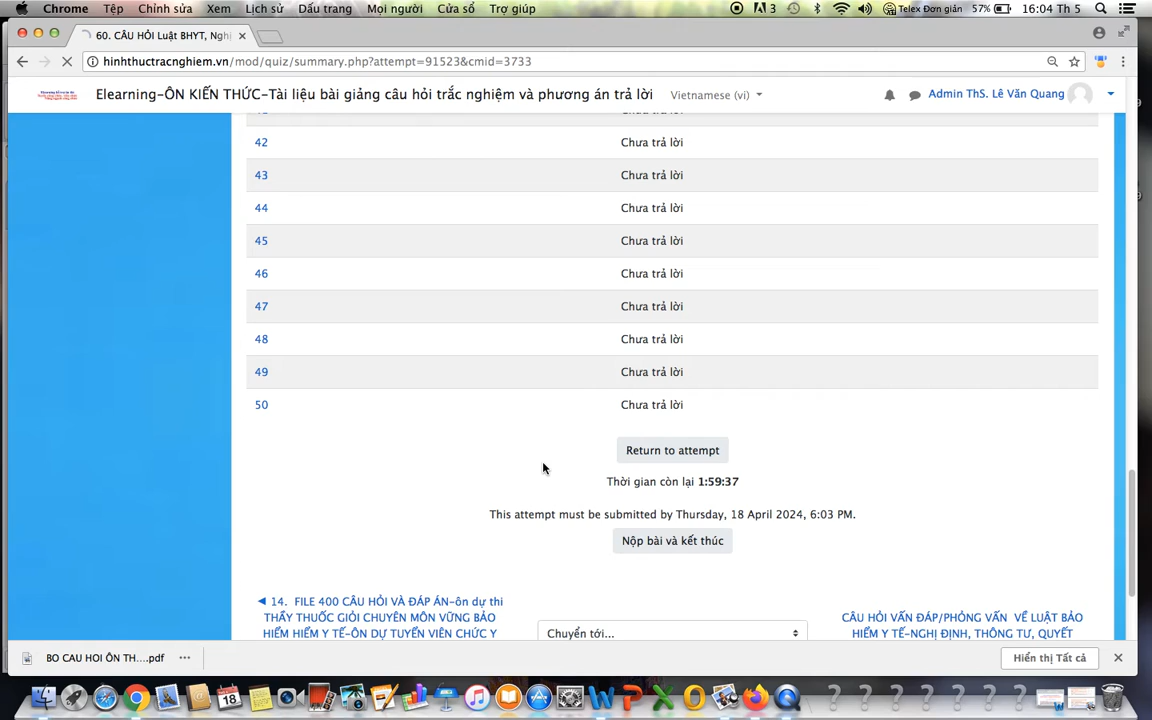 Chrome Tệp Chỉnh sửa Xem Lịch sử Dấu trang Mọi người Cửa sổ Trợ giúp 3 Telex Đơn giản 57% 16:04 Th 5
60. CÂU HỎI Luật BHYT, Nghị
hinhthuctracnghiem.vn/mod/quiz/summary.php?attempt=91523&cmid=3733
Elearning-ÔN KIẾN THỨC-Tài liệu bài giảng câu hỏi trắc nghiệm và phương án trả lời Vietnamese (vi) Admin ThS. Lê Văn Quang
42 Chưa trả lời
43 Chưa trả lời
44 Chưa trả lời
45 Chưa trả lời
46 Chưa trả lời
47 Chưa trả lời
48 Chưa trả lời
49 Chưa trả lời
50 Chưa trả lời
Return to attempt
Thời gian còn lại 1:59:37
This attempt must be submitted by Thursday, 18 April 2024, 6:03 PM.
Nộp bài và kết thúc
◄ 14. FILE 400 CÂU HỎI VÀ ĐÁP ÁN-ôn dự thi
THẦY THUỐC GIỎI CHUYÊN MÔN VỮNG BẢO
HIỂM HIỂM Y TẾ-ÔN DỰ TUYỂN VIÊN CHỨC Y
Chuyển tới...
CÂU HỎI VẤN ĐÁP/PHỎNG VẤN VỀ LUẬT BẢO
HIỂM Y TẾ-NGHỊ ĐỊNH, THÔNG TƯ, QUYẾT
BO CAU HOI ÔN TH....pdf
Hiển thị Tất cả
18